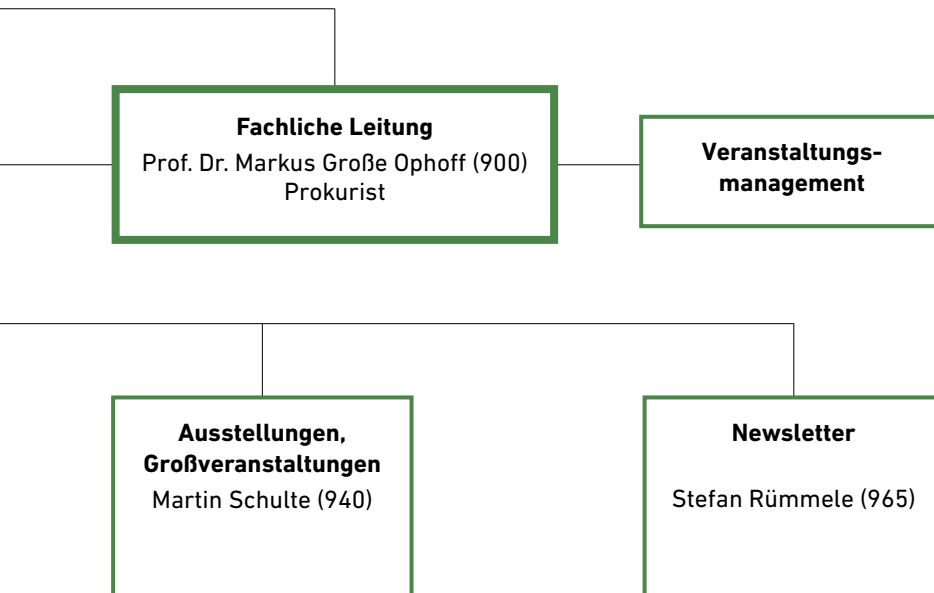 Fachliche Leitung
Prof. Dr. Markus Große Ophoff (900)
Prokurist
Veranstaltungs-
management
Ausstellungen,
Großveranstaltungen
Martin Schulte (940)
Newsletter
Stefan Rümmele (965)